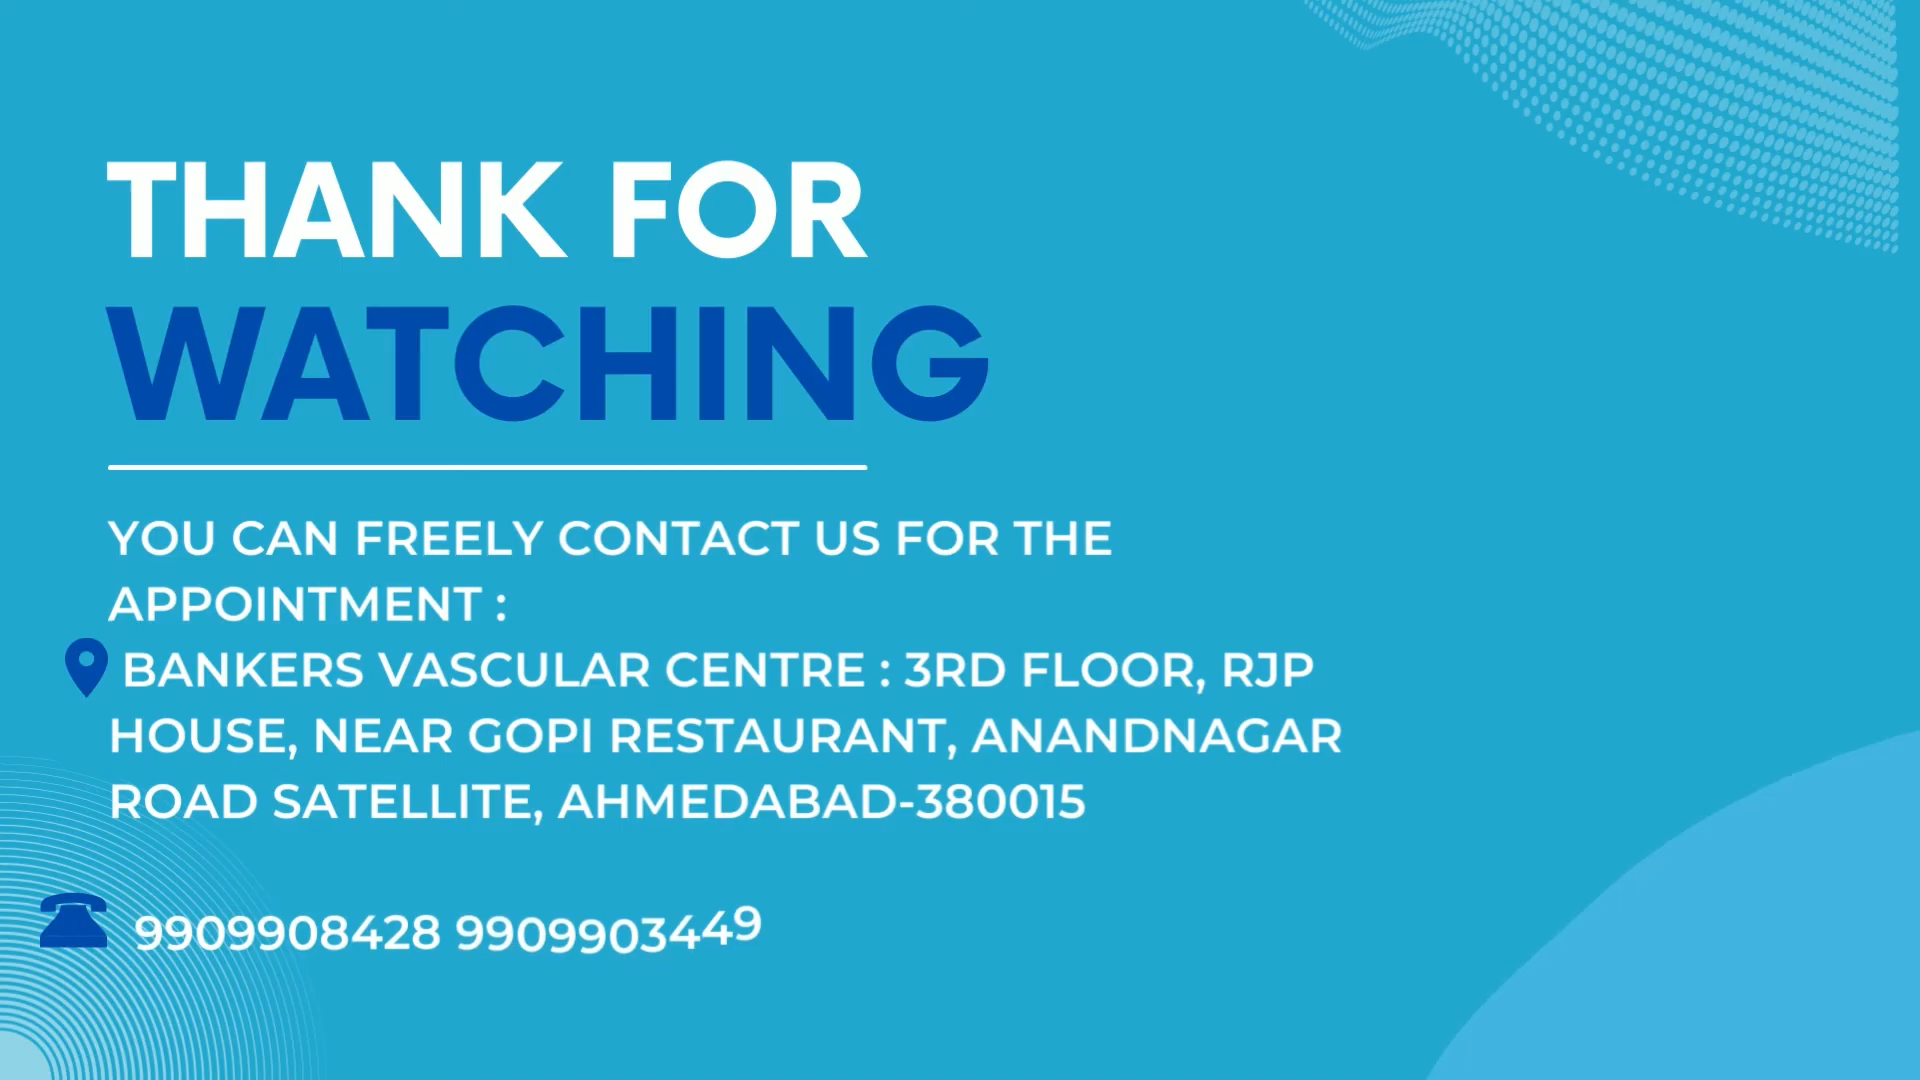 THANK FOR
WATCHING
YOU CAN FREELY CONTACT US FOR THE
APPOINTMENT :
BANKERS VASCULAR CENTRE : 3RD FLOOR, RJP
HOUSE, NEAR GOPI RESTAURANT, ANANDNAGAR
ROAD SATELLITE, AHMEDABAD-380015
9909908428 9909903449